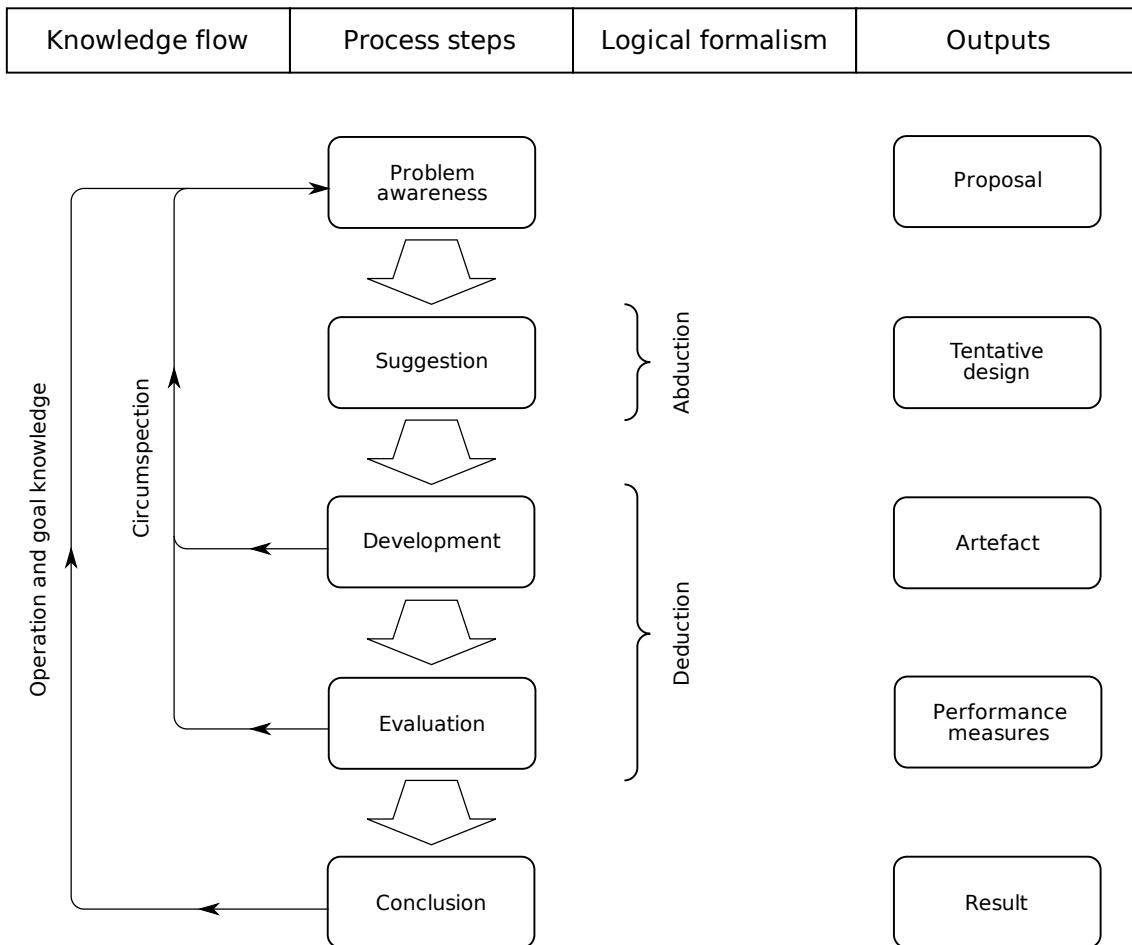 Knowledge flow
Process steps
Logical formalism
Outputs
Problem
awareness
Proposal
Suggestion
Abduction
Tentative
design
Operation and goal knowledge
Circumspection
Development
Deduction
Artefact
Evaluation
Performance
measures
Conclusion
Result